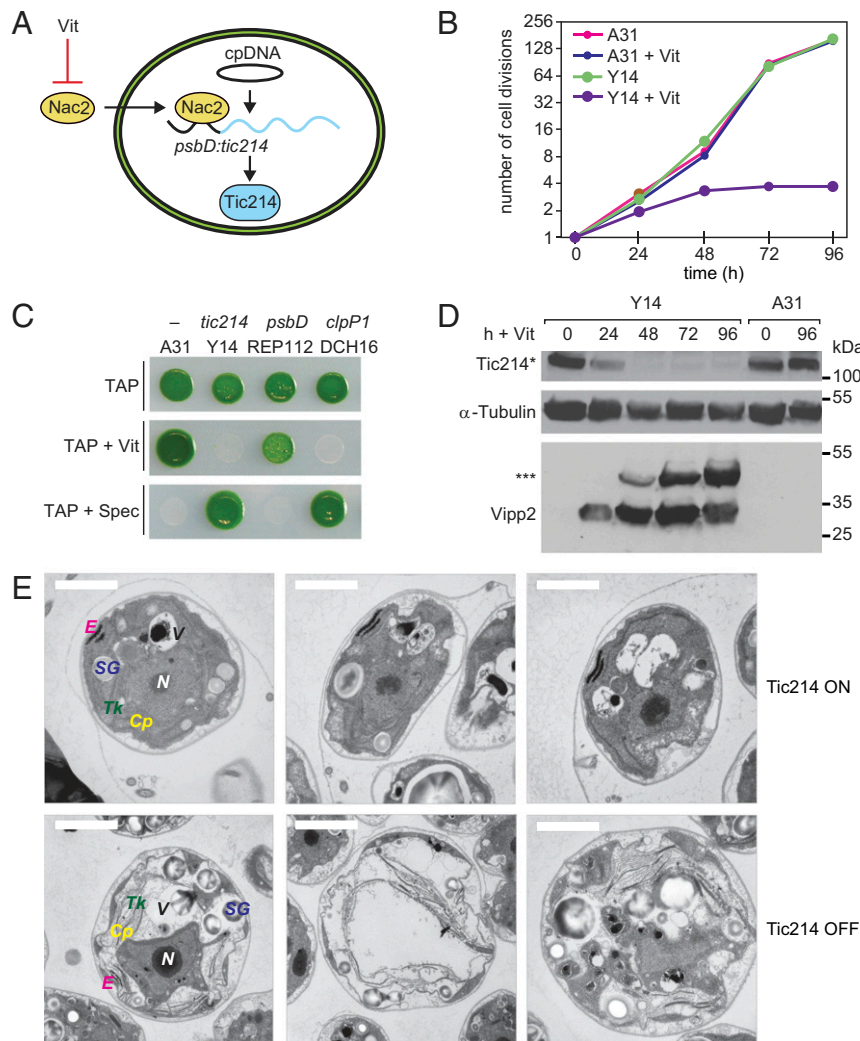 A
Vit
Nac2
cpDNA
Nac2
psbD:tic214
Tic214
B
number of cell divisions
256
128
64
32
16
8
4
2
1
A31
A31 + Vit
Y14
Y14 + Vit
0 24 48 72 96
time (h)
C
– tic214 psbD clpP1
A31 Y14 REP112 DCH16
TAP
TAP + Vit
TAP + Spec
D
Y14 A31
h + Vit 0 24 48 72 96 0 96 kDa
Tic214* 100
α-Tubulin 55
55
***
35
Vipp2
25
E
E V
SG
N
Tk
Cp
Tic214 ON
Tk V SG
Cp
N
E
Tic214 OFF